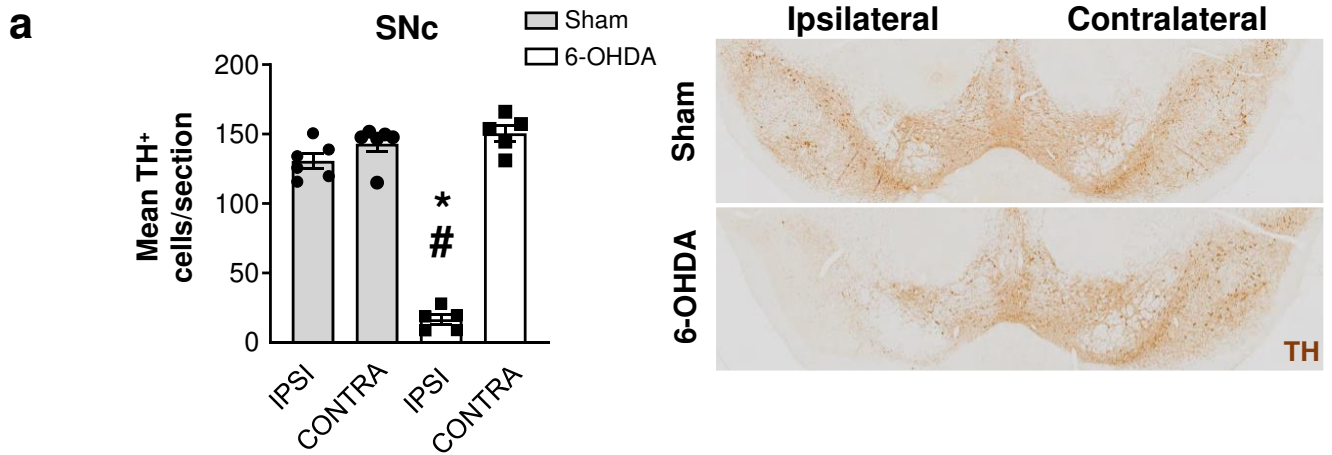 a
SNc
Sham
6-OHDA
Mean TH⁺
cells/section
200
150
100
50
0
*
#
IPSI
CONTRA
IPSI
CONTRA
Ipsilateral
Contralateral
Sham
6-OHDA
TH